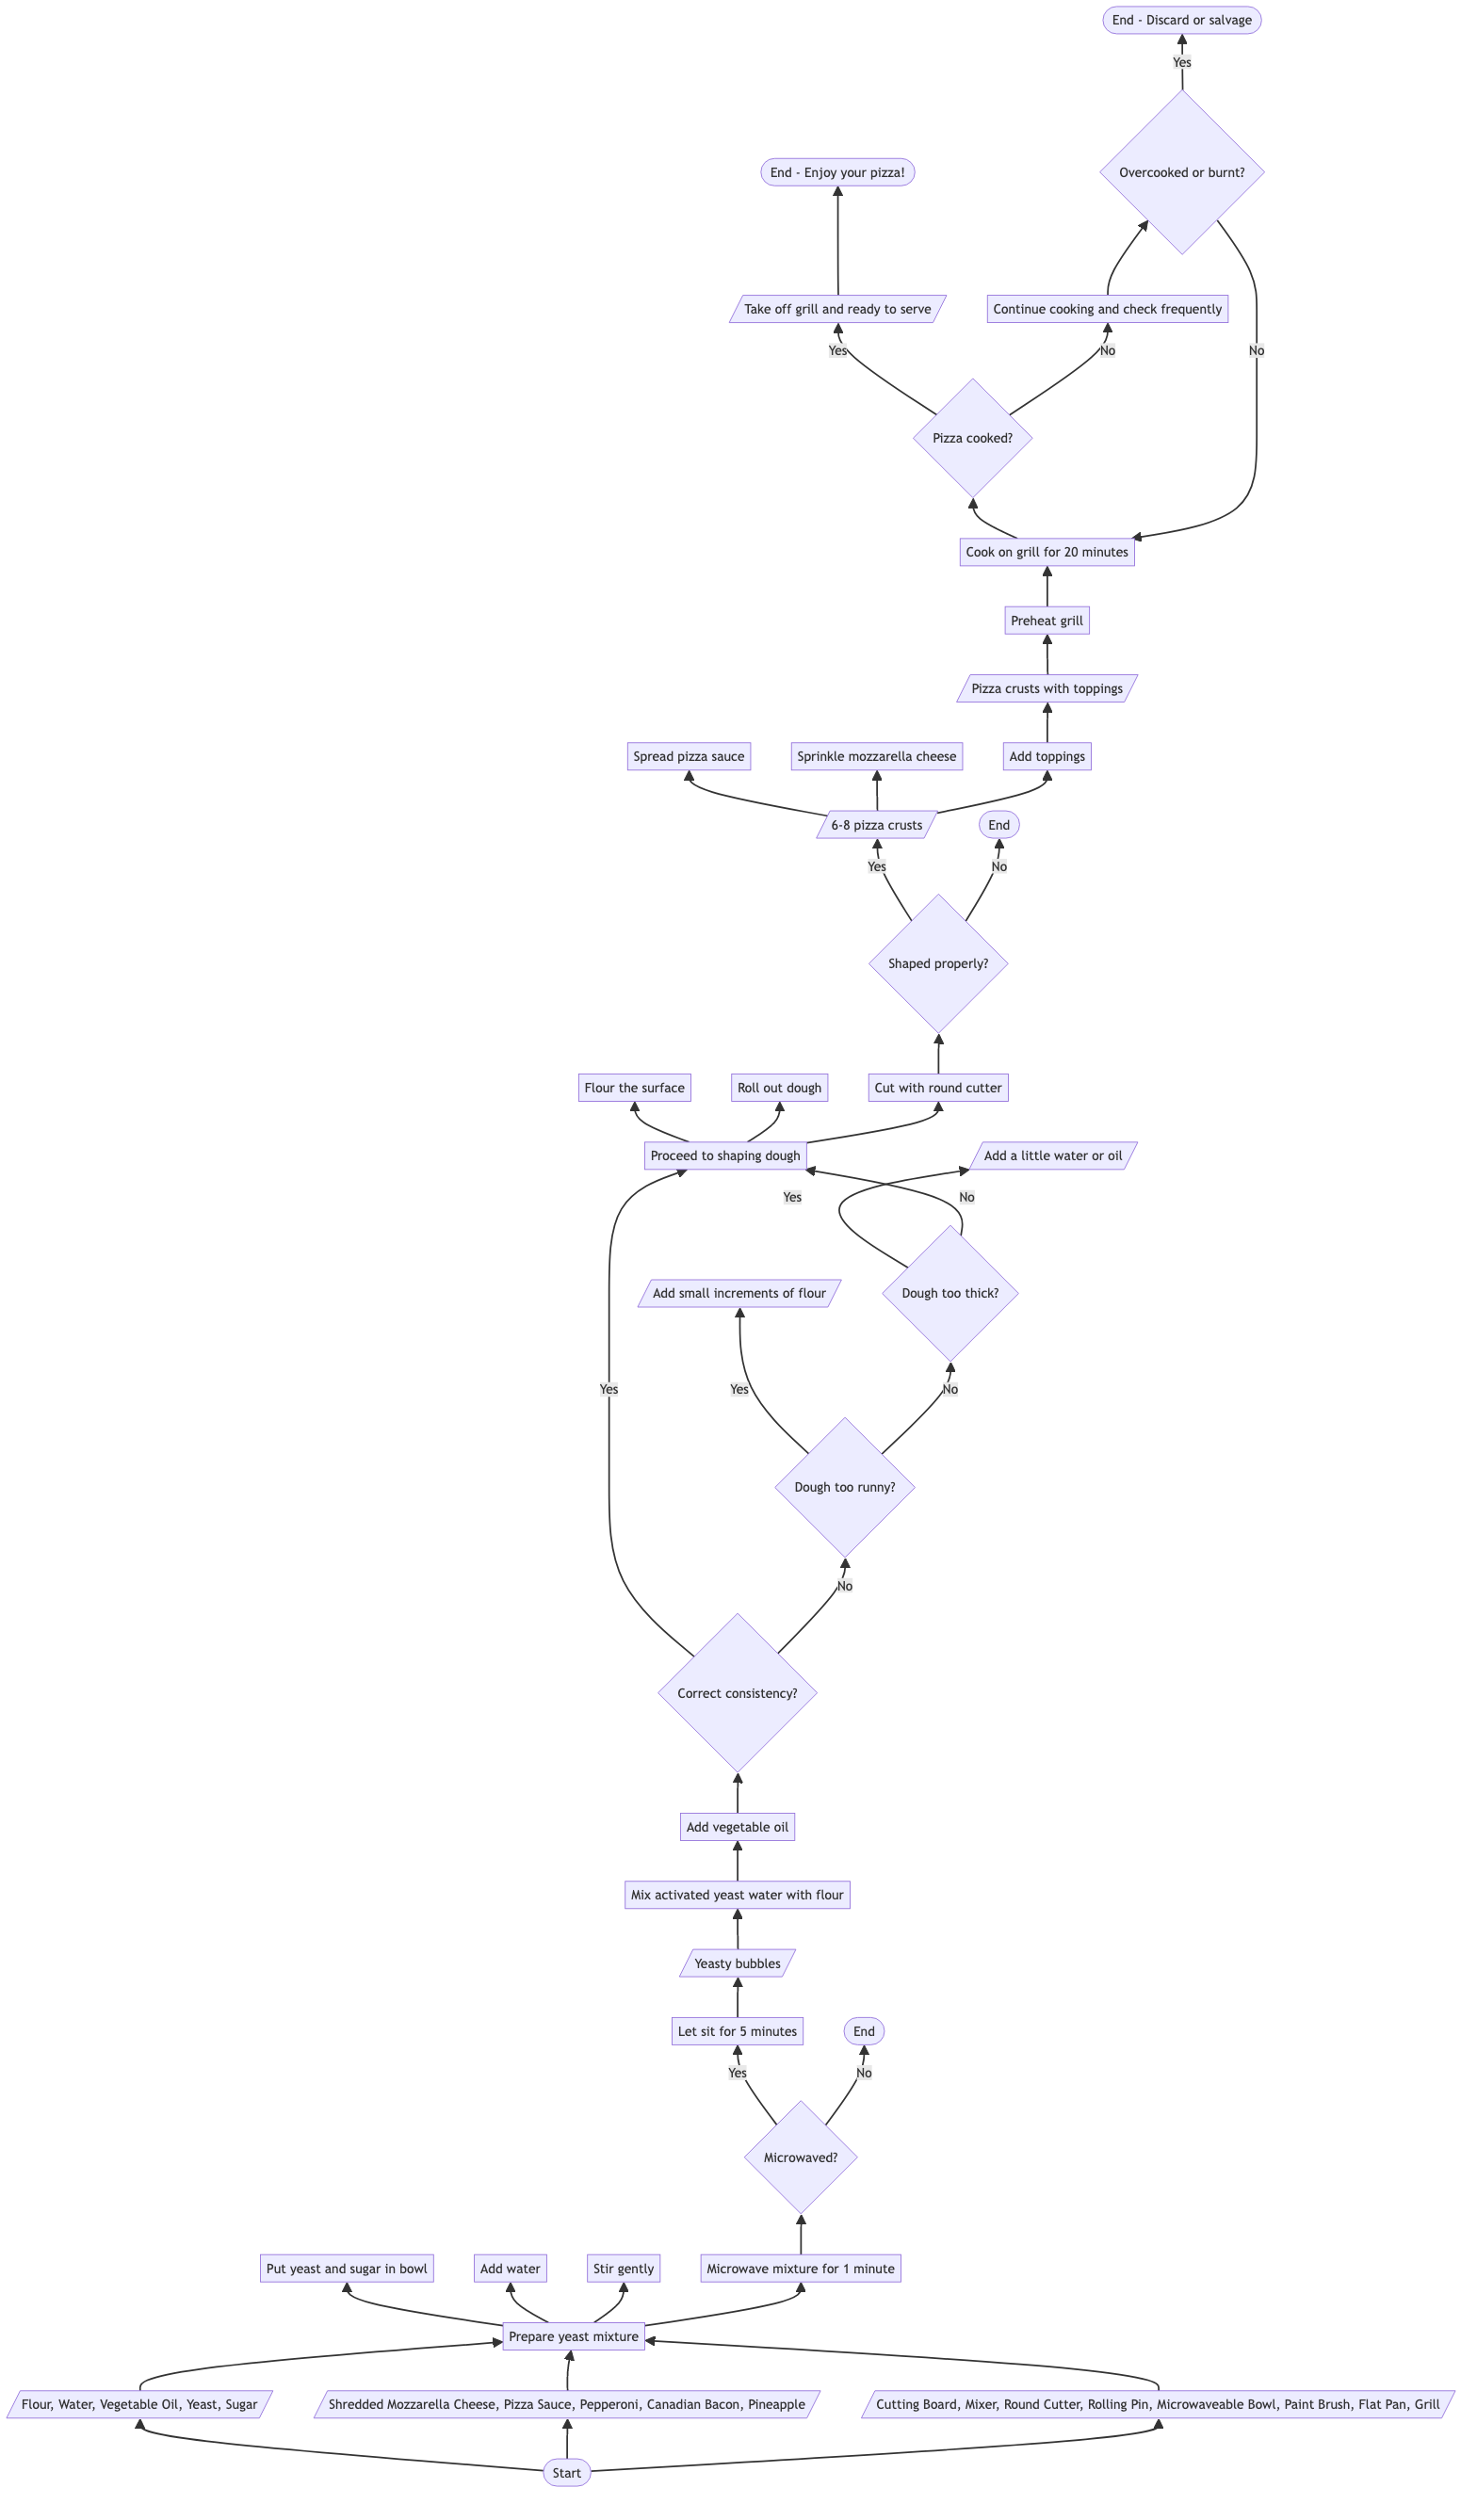 End - Discard or salvage
Yes
Overcooked or burnt?
End - Enjoy your pizza!
Take off grill and ready to serve
Continue cooking and check frequently
Yes
No
No
Pizza cooked?
Cook on grill for 20 minutes
Preheat grill
Pizza crusts with toppings
Spread pizza sauce
Sprinkle mozzarella cheese
Add toppings
6-8 pizza crusts
End
Yes
No
Shaped properly?
Flour the surface
Roll out dough
Cut with round cutter
Proceed to shaping dough
Add a little water or oil
Yes
No
Add small increments of flour
Dough too thick?
Yes
Yes
No
Dough too runny?
No
Correct consistency?
Add vegetable oil
Mix activated yeast water with flour
Yeasty bubbles
Let sit for 5 minutes
End
Yes
No
Microwaved?
Put yeast and sugar in bowl
Add water
Stir gently
Microwave mixture for 1 minute
Prepare yeast mixture
Flour, Water, Vegetable Oil, Yeast, Sugar
Shredded Mozzarella Cheese, Pizza Sauce, Pepperoni, Canadian Bacon, Pineapple
Cutting Board, Mixer, Round Cutter, Rolling Pin, Microwaveable Bowl, Paint Brush, Flat Pan, Grill
Start